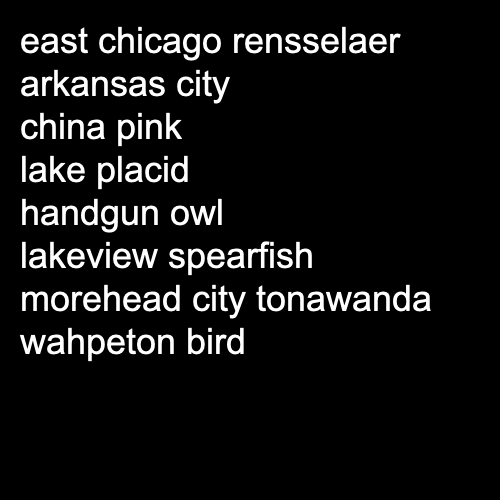 east chicago rensselaer
arkansas city
china pink
lake placid
handgun owl
lakeview spearfish
morehead city tonawanda
wahpeton bird